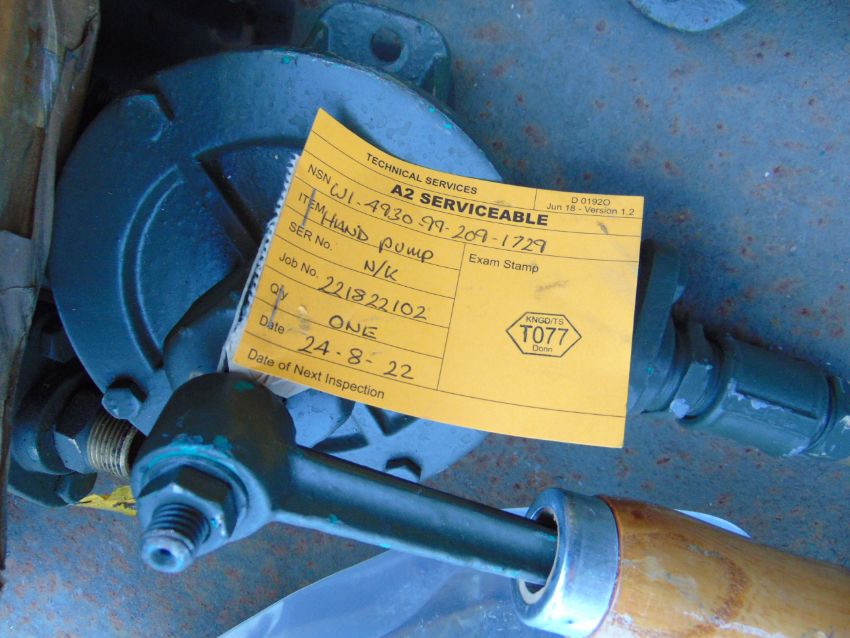 TECHNICAL SERVICES
A2 SERVICEABLE
D 0192O
Jun 18 - Version 1.2
NSN W1-4930-99-209-1729
ITEM HAND PUMP
SER No. N/K
Job No. 221822102
Qty ONE
Date 24-8-22
Date of Next Inspection
Exam Stamp
KNGD/TS
T077
Donn